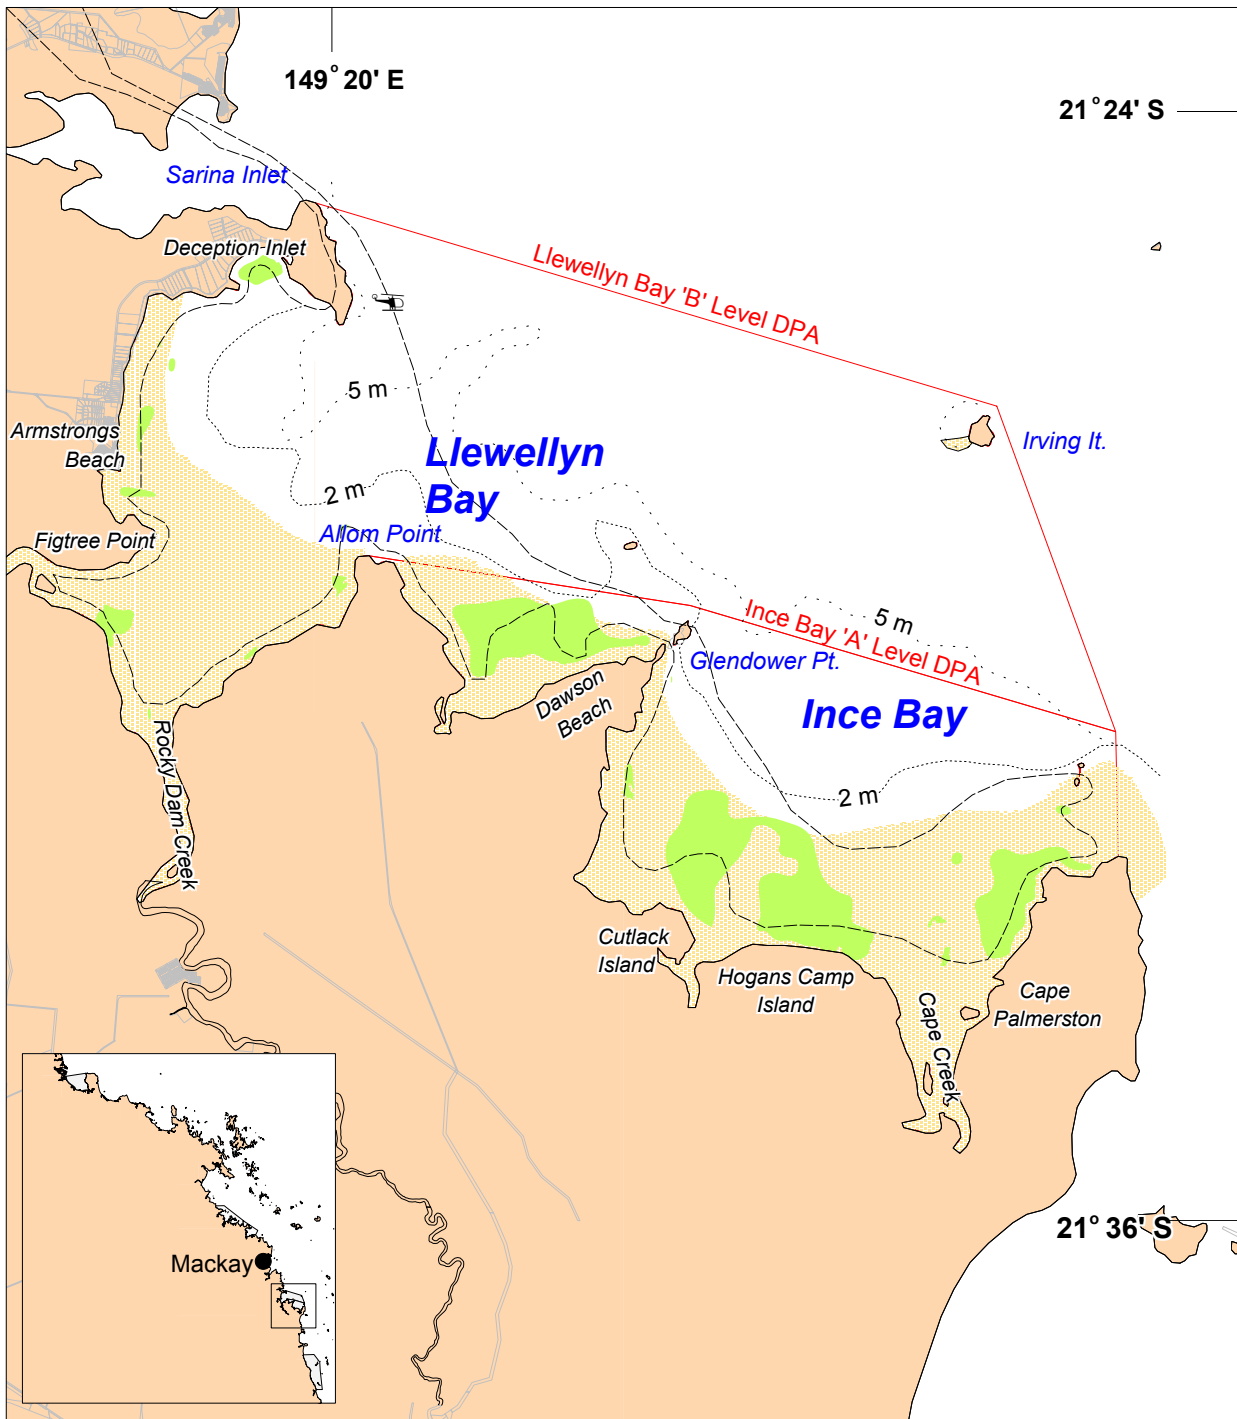 149° 20' E
21° 24' S
Sarina Inlet
Deception Inlet
Llewellyn Bay 'B' Level DPA
5 m
Armstrongs
Beach
Llewellyn
Bay
Irving It.
2 m
Allom Point
Figtree Point
Ince Bay 'A' Level DPA
5 m
Glendower Pt.
Dawson
Beach
Ince Bay
Rocky Dam Creek
2 m
Cutlack
Island
Hogans Camp
Island
Cape Creek
Cape
Palmerston
21° 36' S
Mackay